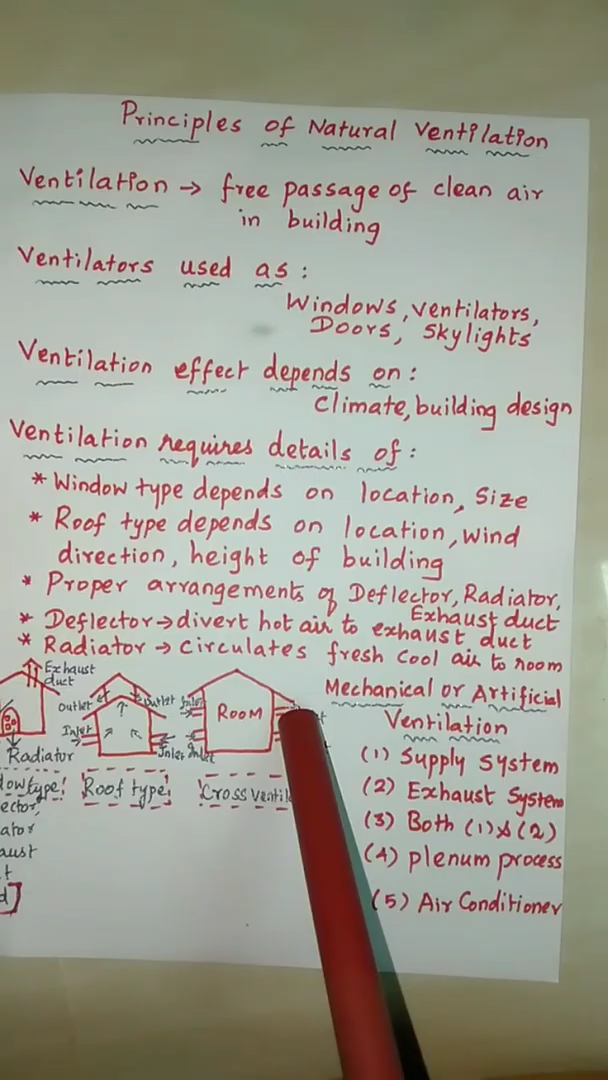 Principles of Natural Ventilation
Ventilation → free passage of clean air
in building
Ventilators used as :
Windows, ventilators,
Doors, Skylights
Ventilation effect depends on :
Climate, building design
Ventilation requires details of :
* Window type depends on location, Size
* Roof type depends on location, wind
direction, height of building
* Proper arrangements of Deflector, Radiator,
Exhaust duct
* Deflector → divert hot air to exhaust duct
* Radiator → Circulates fresh cool air to room
Exhaust
duct
Outlet
Outlet
Inlet
Inlet
ROOM
Inlet
Inlet
Radiator
Roof type
Cross
Mechanical or Artificial
Ventilation
(1) Supply System
(2) Exhaust System
(3) Both (1) & (2)
(4) plenum process
(5) Air Conditioner